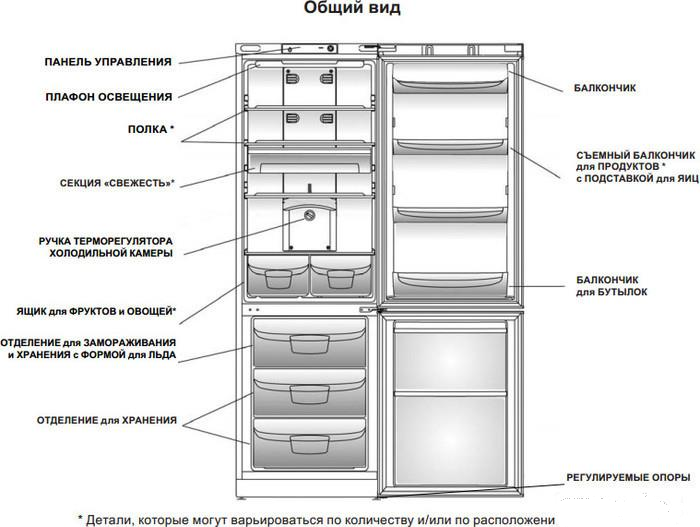 Общий вид
ПАНЕЛЬ УПРАВЛЕНИЯ
ПЛАФОН ОСВЕЩЕНИЯ
ПОЛКА *
СЕКЦИЯ «СВЕЖЕСТЬ»*
РУЧКА ТЕРМОРЕГУЛЯТОРА
ХОЛОДИЛЬНОЙ КАМЕРЫ
ЯЩИК для ФРУКТОВ и ОВОЩЕЙ*
ОТДЕЛЕНИЕ для ЗАМОРАЖИВАНИЯ
и ХРАНЕНИЯ с ФОРМОЙ для ЛЬДА
ОТДЕЛЕНИЕ для ХРАНЕНИЯ
БАЛКОНЧИК
СЪЕМНЫЙ БАЛКОНЧИК
для ПРОДУКТОВ *
с ПОДСТАВКОЙ для ЯИЦ
БАЛКОНЧИК
для БУТЫЛОК
РЕГУЛИРУЕМЫЕ ОПОРЫ
* Детали, которые могут варьироваться по количеству и/или по расположени